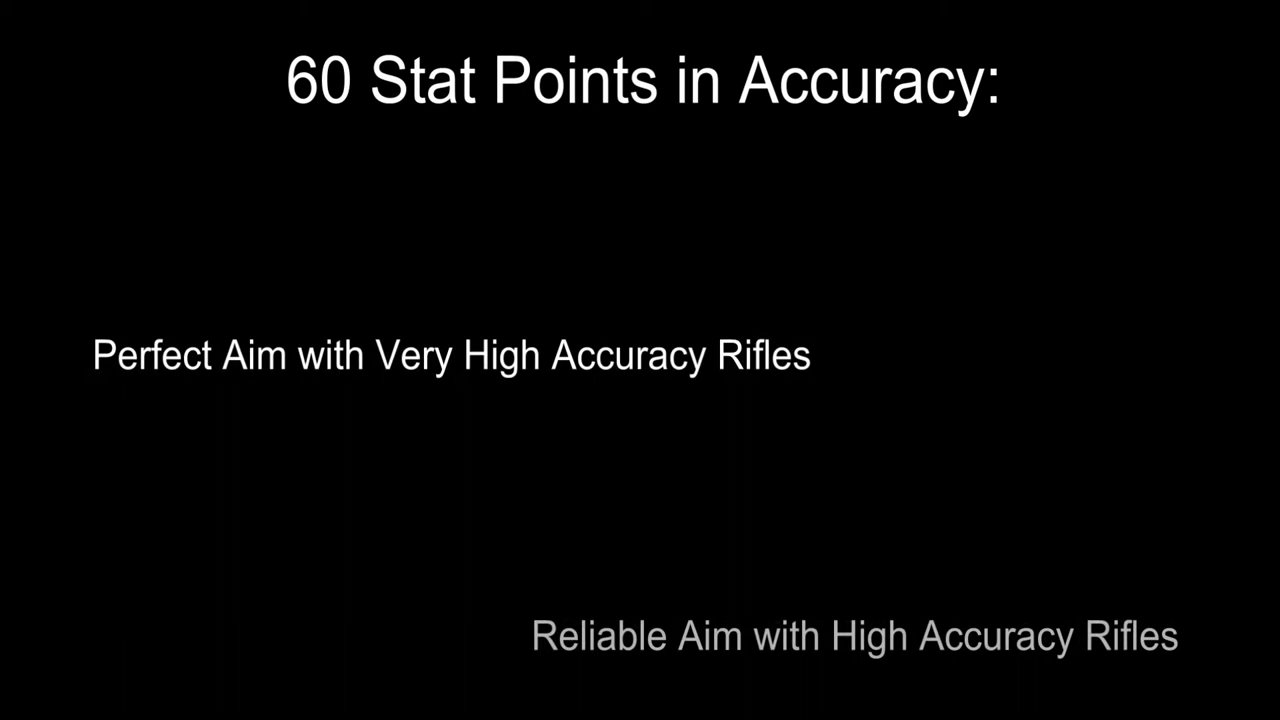 60 Stat Points in Accuracy:
Perfect Aim with Very High Accuracy Rifles
Reliable Aim with High Accuracy Rifles